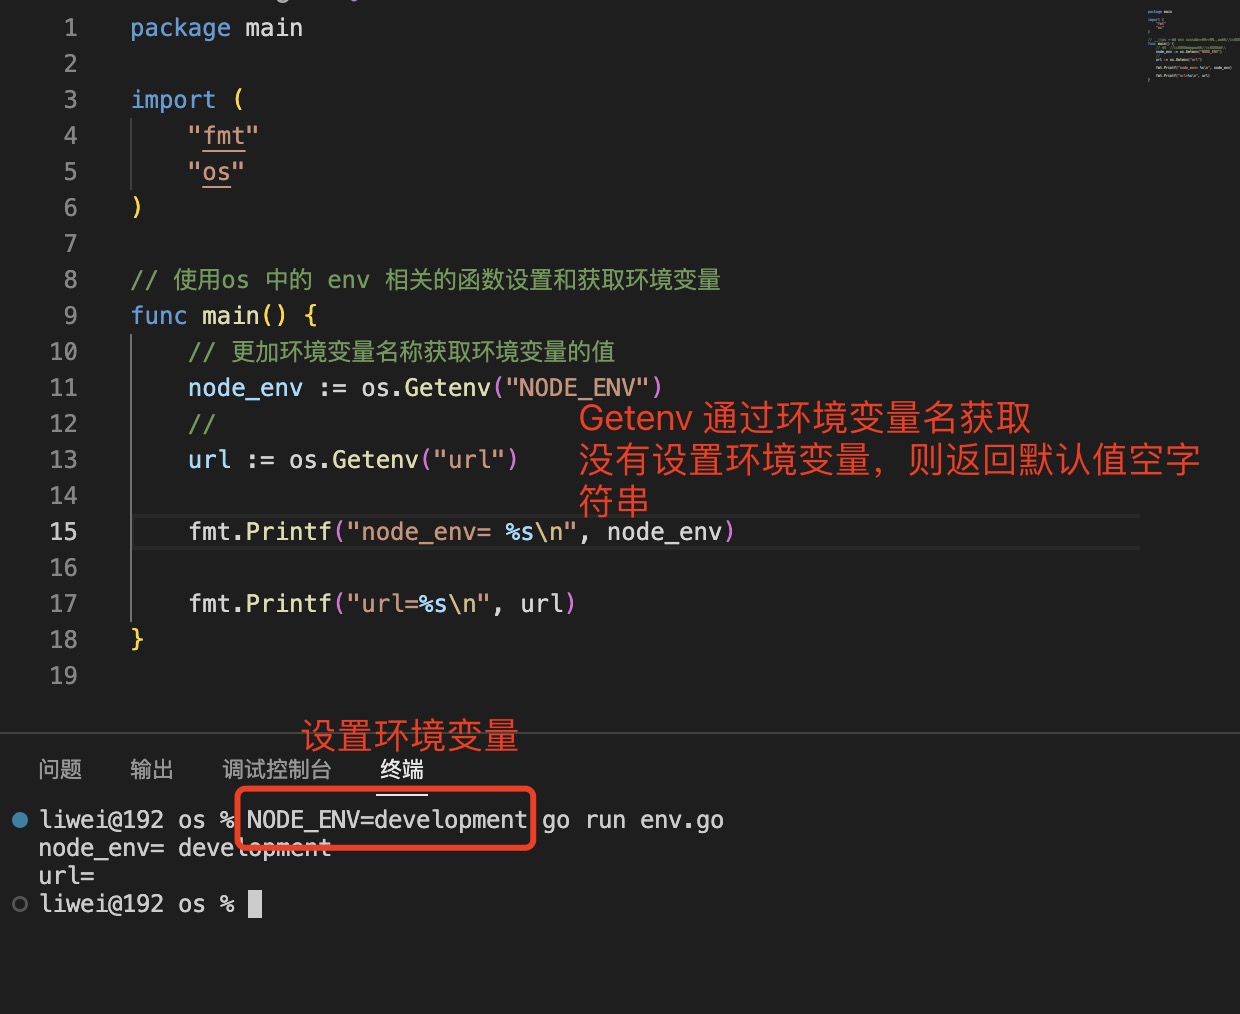 1 package main
2
3 import (
4 "fmt"
5 "os"
6 )
7
8 // 使用os 中的 env 相关的函数设置和获取环境变量
9 func main() {
10 // 更加环境变量名称获取环境变量的值
11 node_env := os.Getenv("NODE_ENV")
12 //
13 url := os.Getenv("url")
Getenv 通过环境变量名获取
没有设置环境变量，则返回默认值空字
符串
14
15 fmt.Printf("node_env= %s\n", node_env)
16
17 fmt.Printf("url=%s\n", url)
18 }
19
设置环境变量
问题 输出 调试控制台 终端
liwei@192 os % NODE_ENV=development go run env.go
node_env= development
url=
liwei@192 os %